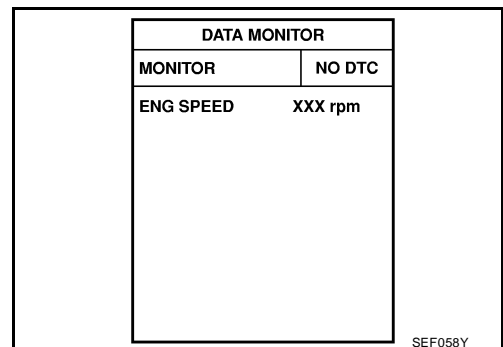 DATA MONITOR
MONITOR NO DTC
ENG SPEED XXX rpm
SEF058Y